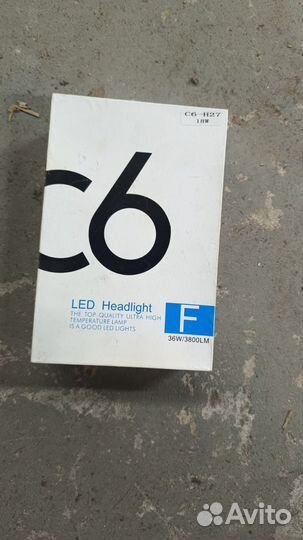 C6-H27
18W
C6
LED Headlight
THE TOP QUALITY ULTRA HIGH
TEMPERATURE LAMP
IS A GOOD LED LIGHTS
F
36W/3800LM
Avito